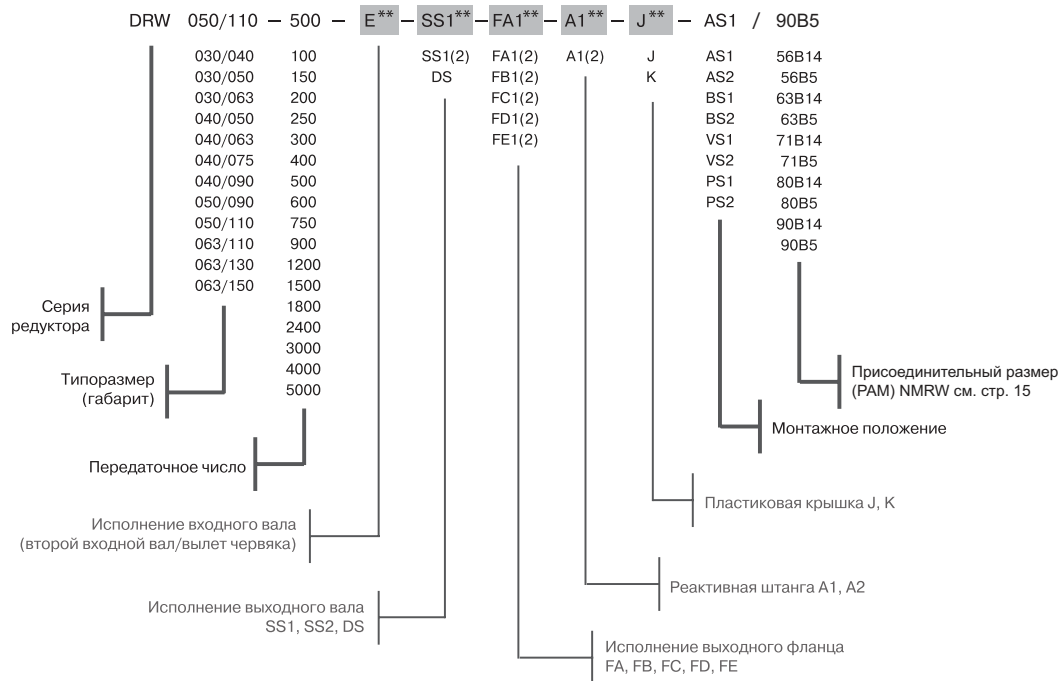 DRW 050/110 – 500 – E** – SS1** – FA1** – A1** – J** – AS1 / 90B5
030/040 100 SS1(2) FA1(2) A1(2) J AS1 56B14
030/050 150 DS FB1(2) K AS2 56B5
030/063 200 FC1(2) BS1 63B14
040/050 250 FD1(2) BS2 63B5
040/063 300 FE1(2) VS1 71B14
040/075 400 VS2 71B5
040/090 500 PS1 80B14
050/090 600 PS2 80B5
050/110 750 90B14
063/110 900 90B5
063/130 1200
063/150 1500
1800
2400
3000
4000
5000
Серия
редуктора
Типоразмер
(габарит)
Присоединительный размер
(PAM) NMRW см. стр. 15
Монтажное положение
Передаточное число
Пластиковая крышка J, K
Исполнение входного вала
(второй входной вал/вылет червяка)
Реактивная штанга A1, A2
Исполнение выходного вала
SS1, SS2, DS
Исполнение выходного фланца
FA, FB, FC, FD, FE